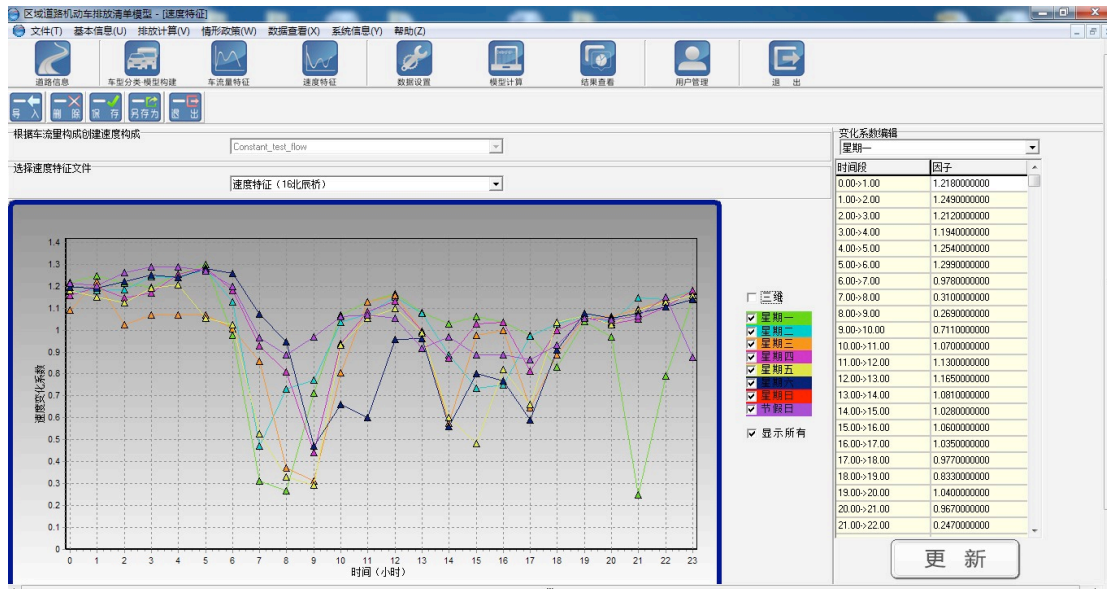 区域道路机动车排放清单模型 - [速度特征]
文件(T) 基本信息(U) 排放计算(V) 情形政策(W) 数据查看(X) 系统信息(Y) 帮助(Z)
道路信息 车型分类·模型构建 车流量特征 速度特征 数据设置 模型计算 结果查看 用户管理 退 出
导 入 删 除 保 存 另存为 退 出
根据车流量构成创建速度构成
Constant_test_flow
选择速度特征文件
速度特征（16北辰桥）
速度变化系数
1.4
1.3
1.2
1.1
1
0.9
0.8
0.7
0.6
0.5
0.4
0.3
0.2
0.1
0
0 1 2 3 4 5 6 7 8 9 10 11 12 13 14 15 16 17 18 19 20 21 22 23
时间（小时）
三维
星期一
星期二
星期三
星期四
星期五
星期六
星期日
节假日
显示所有
变化系数编辑
星期一
时间段 因子
0.00->1.00 1.2180000000
1.00->2.00 1.2490000000
2.00->3.00 1.2120000000
3.00->4.00 1.1940000000
4.00->5.00 1.2540000000
5.00->6.00 1.2990000000
6.00->7.00 0.9780000000
7.00->8.00 0.3100000000
8.00->9.00 0.2690000000
9.00->10.00 0.7110000000
10.00->11.00 1.0700000000
11.00->12.00 1.1300000000
12.00->13.00 1.1650000000
13.00->14.00 1.0810000000
14.00->15.00 1.0280000000
15.00->16.00 1.0600000000
16.00->17.00 1.0350000000
17.00->18.00 0.9770000000
18.00->19.00 0.8330000000
19.00->20.00 1.0400000000
20.00->21.00 0.9670000000
21.00->22.00 0.2470000000
更 新